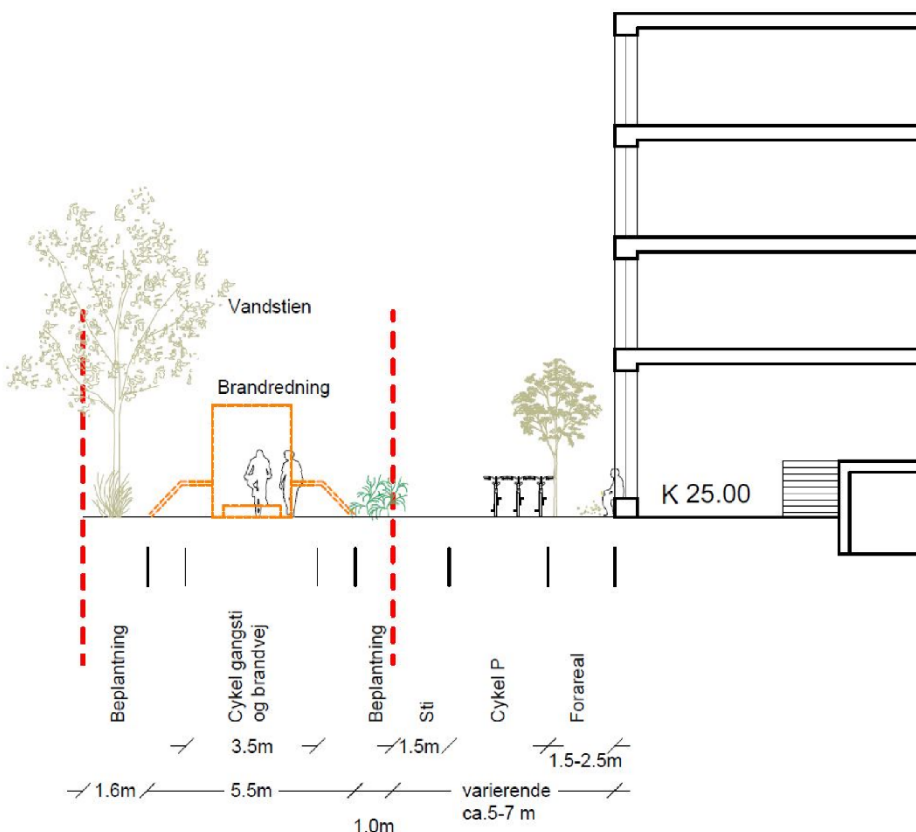 Vandstien
Brandredning
K 25.00
Beplantning
Cykel gangsti
og brandvej
Beplantning
Sti
Cykel P
Forareal
3.5m
1.5m
1.5-2.5m
1.6m
5.5m
varierende
ca.5-7 m
1.0m